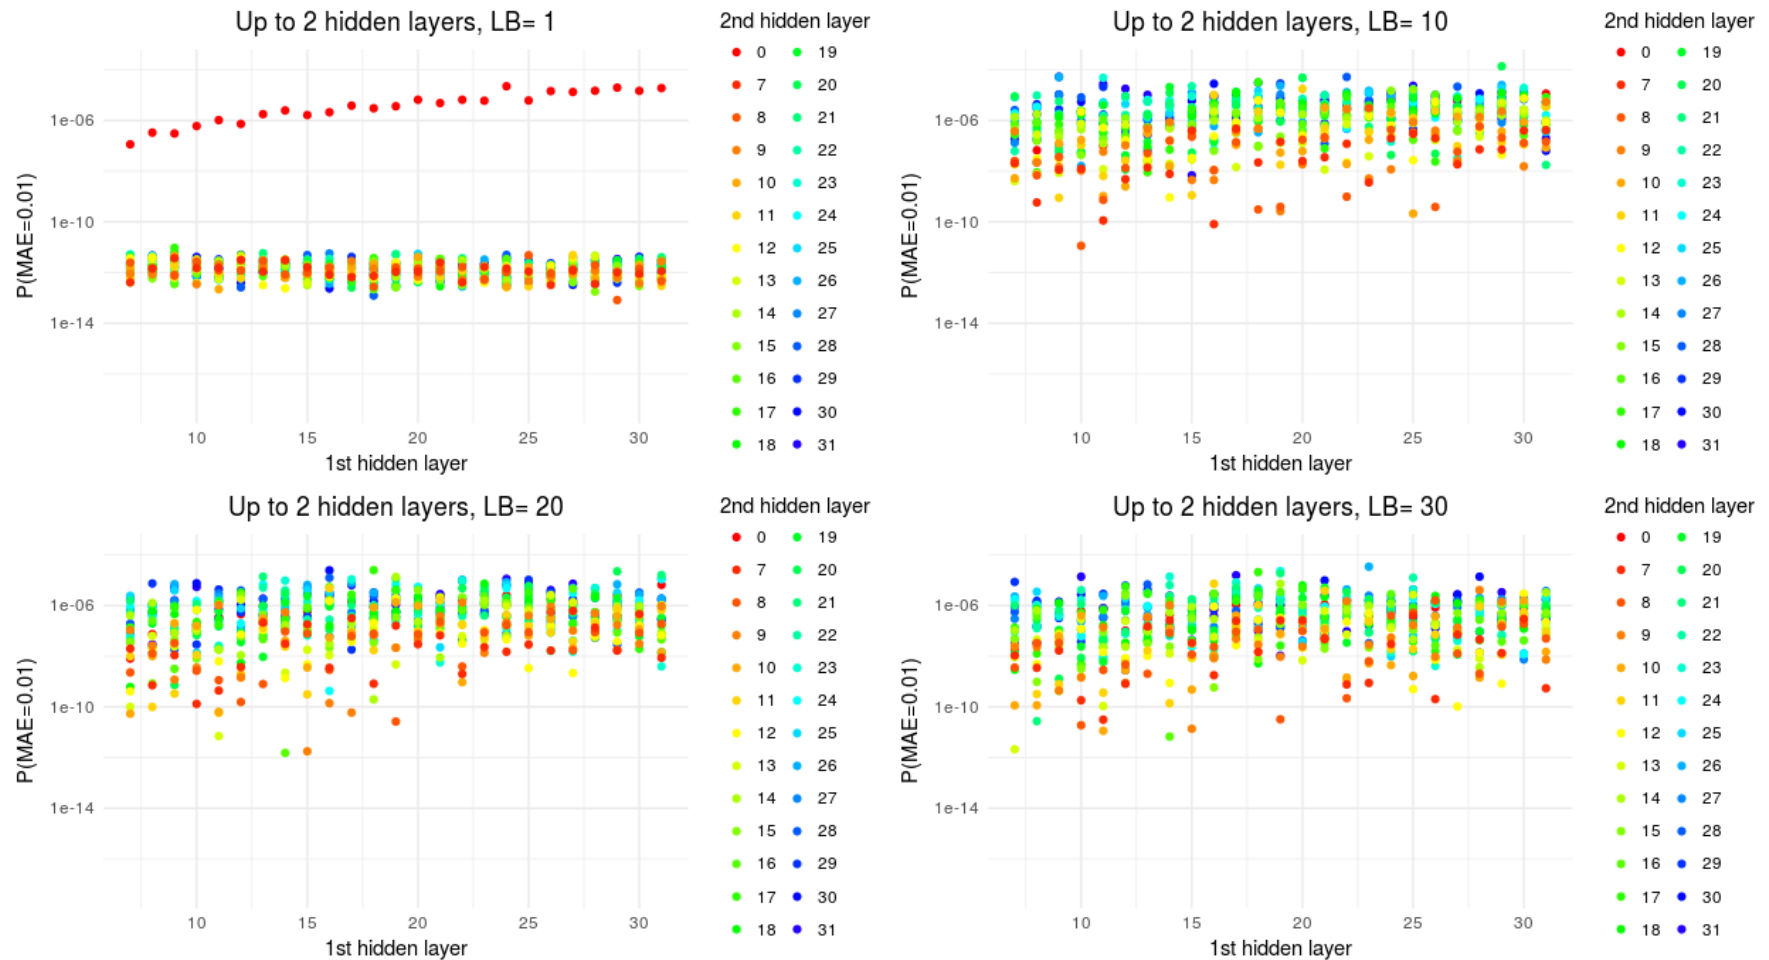 Up to 2 hidden layers, LB= 1
P(MAE=0.01)
1e-06
1e-10
1e-14
10 15 20 25 30
1st hidden layer
2nd hidden layer
0 19
7 20
8 21
9 22
10 23
11 24
12 25
13 26
14 27
15 28
16 29
17 30
18 31
Up to 2 hidden layers, LB= 10
P(MAE=0.01)
1e-06
1e-10
1e-14
10 15 20 25 30
1st hidden layer
2nd hidden layer
0 19
7 20
8 21
9 22
10 23
11 24
12 25
13 26
14 27
15 28
16 29
17 30
18 31
Up to 2 hidden layers, LB= 20
P(MAE=0.01)
1e-06
1e-10
1e-14
10 15 20 25 30
1st hidden layer
2nd hidden layer
0 19
7 20
8 21
9 22
10 23
11 24
12 25
13 26
14 27
15 28
16 29
17 30
18 31
Up to 2 hidden layers, LB= 30
P(MAE=0.01)
1e-06
1e-10
1e-14
10 15 20 25 30
1st hidden layer
2nd hidden layer
0 19
7 20
8 21
9 22
10 23
11 24
12 25
13 26
14 27
15 28
16 29
17 30
18 31